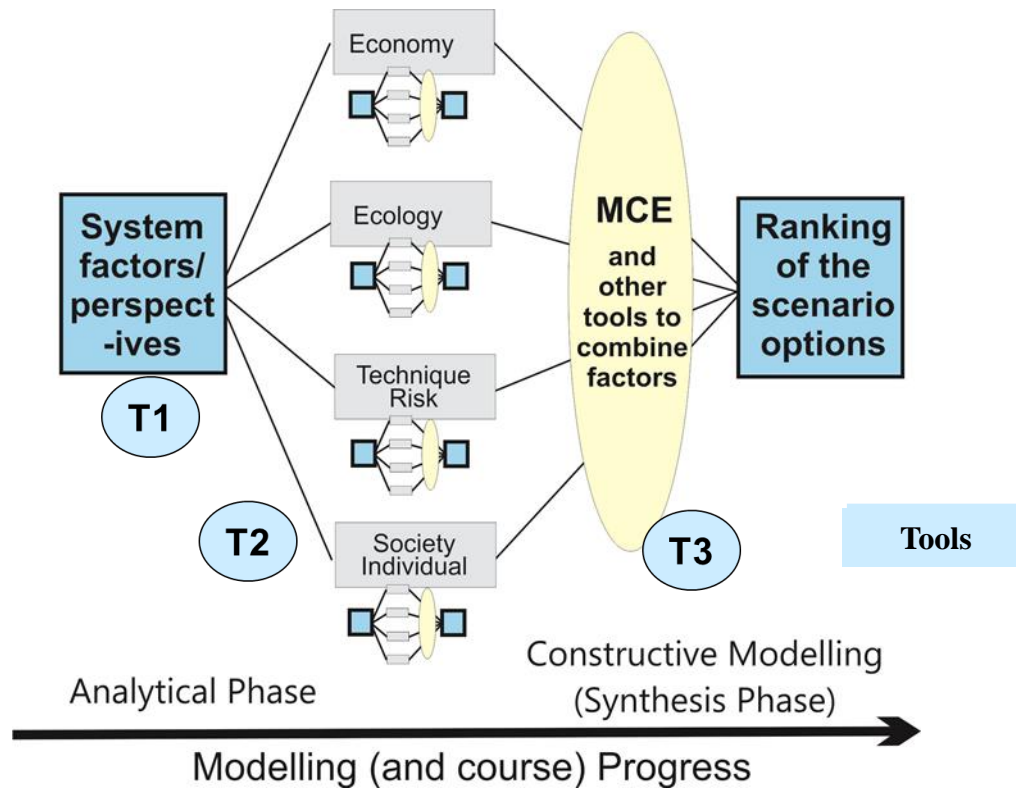 Economy
System
factors/
perspect
-ives
Ecology
MCE
and
other
tools to
combine
factors
Ranking
of the
scenario
options
T1
Technique
Risk
T2
Society
Individual
T3
Tools
Analytical Phase
Constructive Modelling
(Synthesis Phase)
Modelling (and course) Progress